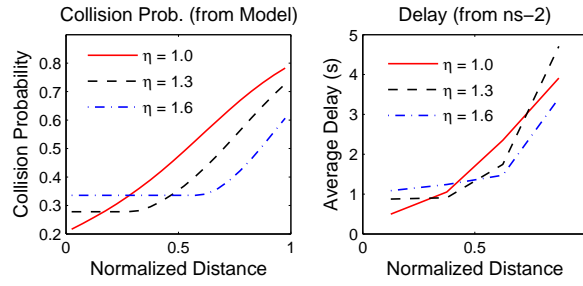 Collision Prob. (from Model)
Collision Probability
0.8
0.7
0.6
0.5
0.4
0.3
0.2
η = 1.0
η = 1.3
η = 1.6
0
0.5
1
Normalized Distance
Delay (from ns−2)
Average Delay (s)
5
4
3
2
1
0
η = 1.0
η = 1.3
η = 1.6
0
0.5
Normalized Distance